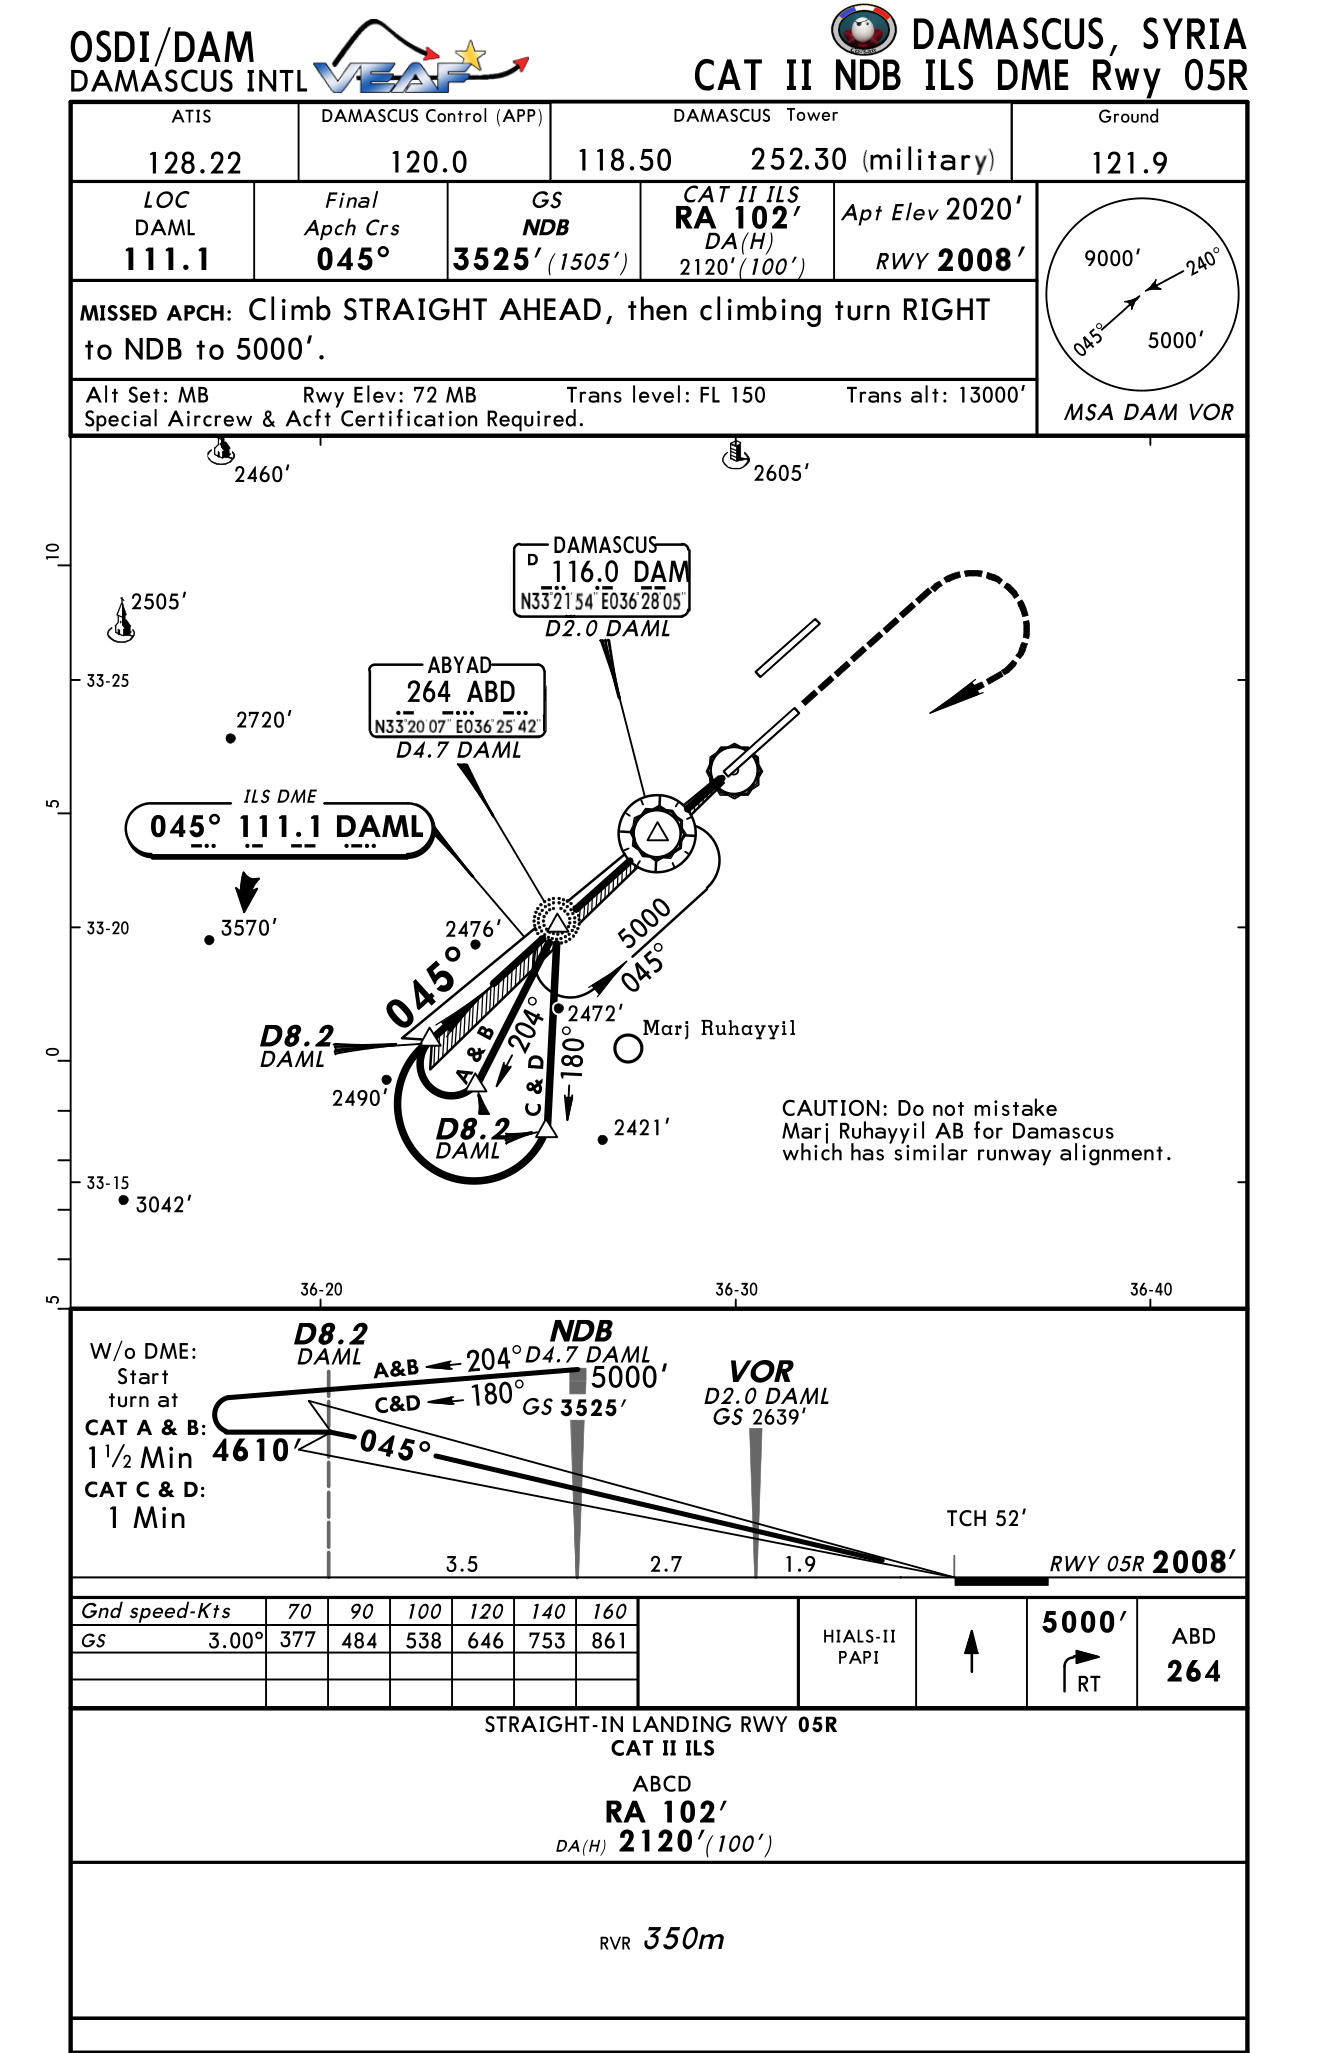 OSDI/DAM
DAMASCUS INTL
VEAF
DAMASCUS, SYRIA
CAT II NDB ILS DME Rwy 05R
ATIS
128.22
DAMASCUS Control (APP)
120.0
DAMASCUS Tower
118.50 252.30 (military)
Ground
121.9
LOC
DAML
111.1
Final
Apch Crs
045°
GS
NDB
3525' (1505')
CAT II ILS
RA 102'
DA(H)
2120' (100')
Apt Elev 2020'
RWY 2008'
9000'
240°
045°
5000'
MSA DAM VOR
MISSED APCH: Climb STRAIGHT AHEAD, then climbing turn RIGHT
to NDB to 5000'.
Alt Set: MB Rwy Elev: 72 MB Trans level: FL 150 Trans alt: 13000'
Special Aircrew & Acft Certification Required.
2460'
2605'
10
DAMASCUS
D 116.0 DAM
N33 21 54 E036 28 05
D2.0 DAML
2505'
ABYAD
264 ABD
N33 20 07 E036 25 42
D4.7 DAML
33-25
2720'
ILS DME
045° 111.1 DAML
5
33-20
3570'
2476'
5000
045°
045°
2472'
Marj Ruhayyil
D8.2
DAML
A & B
204°
C & D
180°
0
2490'
D8.2
DAML
2421'
CAUTION: Do not mistake
Marj Ruhayyil AB for Damascus
which has similar runway alignment.
33-15
3042'
5
36-20
36-30
36-40
W/o DME:
Start
turn at
CAT A & B:
1 1/2 Min
CAT C & D:
1 Min
D8.2
DAML
NDB
D4.7 DAML
A&B 204°
5000'
C&D 180°
GS 3525'
VOR
D2.0 DAML
GS 2639'
4610'
045°
TCH 52'
3.5
2.7
1.9
RWY 05R 2008'
Gnd speed-Kts 70 90 100 120 140 160
GS 3.00° 377 484 538 646 753 861
HIALS-II
PAPI
5000'
RT
ABD
264
STRAIGHT-IN LANDING RWY 05R
CAT II ILS
ABCD
RA 102'
DA(H) 2120' (100')
RVR 350m